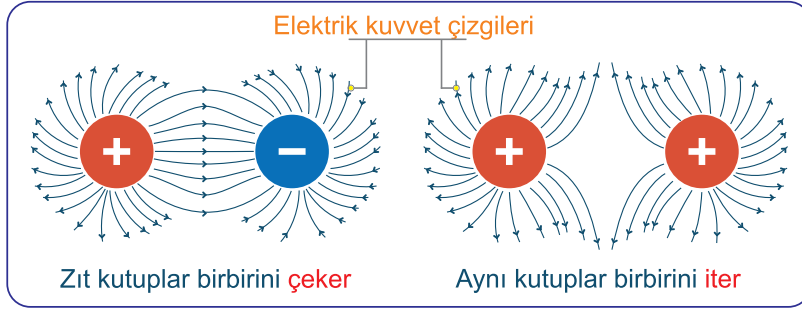 Elektrik kuvvet çizgileri
+
−
+
+
Zıt kutuplar birbirini çeker
Aynı kutuplar birbirini iter